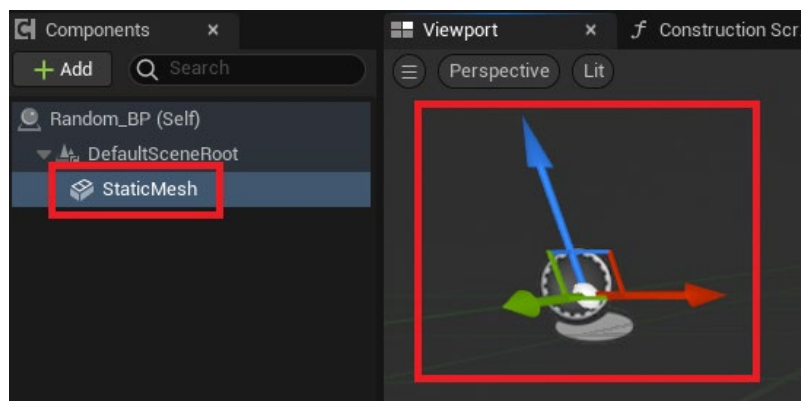 Components
+ Add
Search
Random_BP (Self)
DefaultSceneRoot
StaticMesh
Viewport
Construction Scr
Perspective
Lit